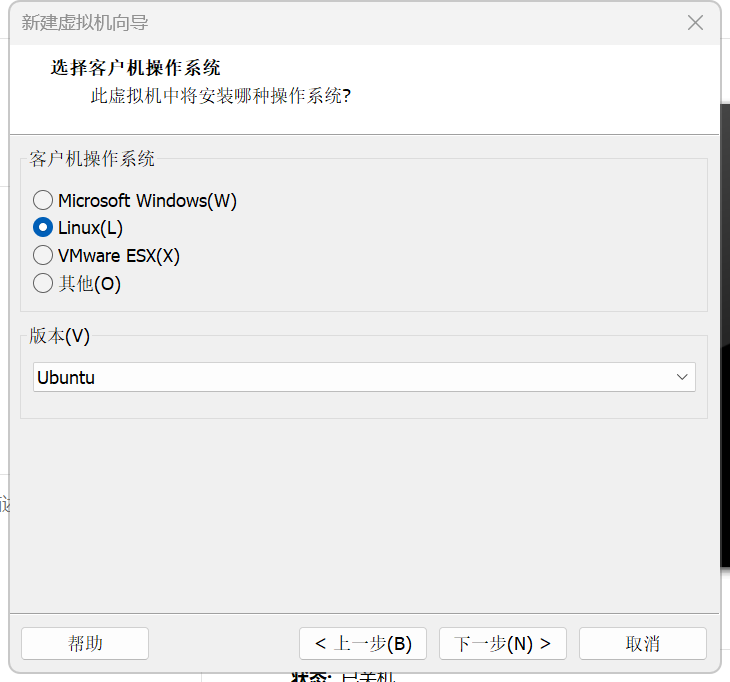 新建虚拟机向导
选择客户机操作系统
此虚拟机中将安装哪种操作系统?
客户机操作系统
Microsoft Windows(W)
Linux(L)
VMware ESX(X)
其他(O)
版本(V)
Ubuntu
帮助
< 上一步(B)
下一步(N) >
取消
状态: 已关机